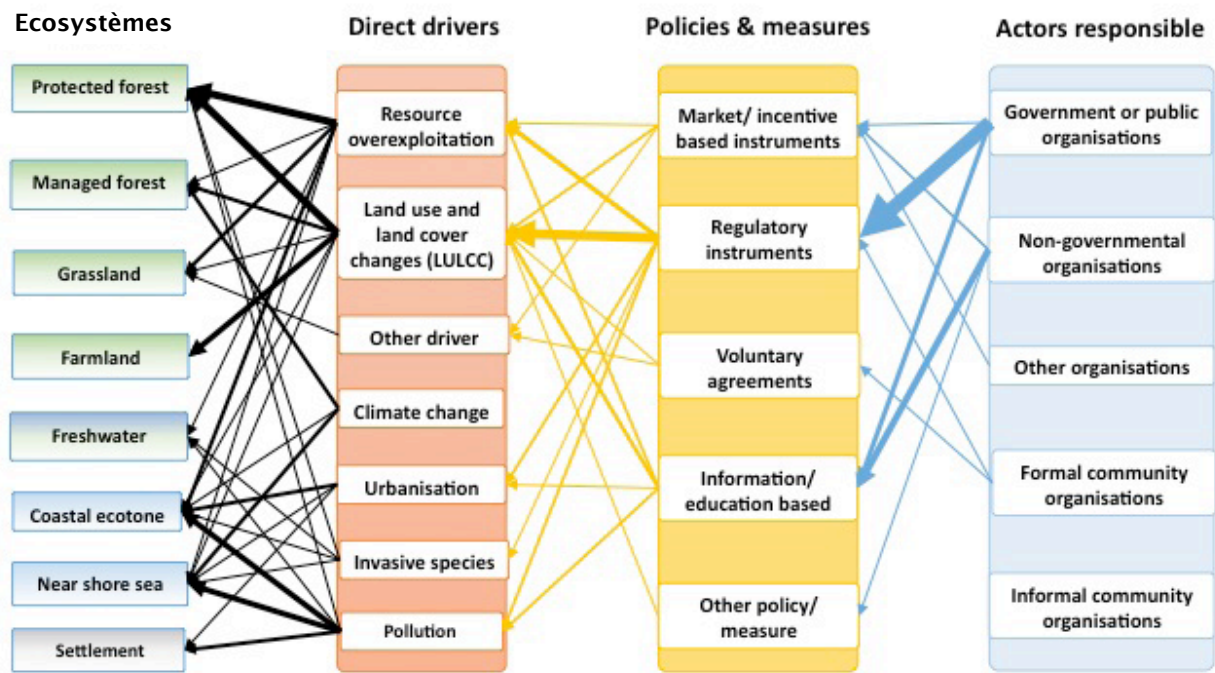 Ecosystèmes
Direct drivers
Policies & measures
Actors responsible
Protected forest
Managed forest
Grassland
Farmland
Freshwater
Coastal ecotone
Near shore sea
Settlement
Resource
overexploitation
Land use and
land cover
changes (LULCC)
Other driver
Climate change
Urbanisation
Invasive species
Pollution
Market/ incentive
based instruments
Regulatory
instruments
Voluntary
agreements
Information/
education based
Other policy/
measure
Government or public
organisations
Non-governmental
organisations
Other organisations
Formal community
organisations
Informal community
organisations